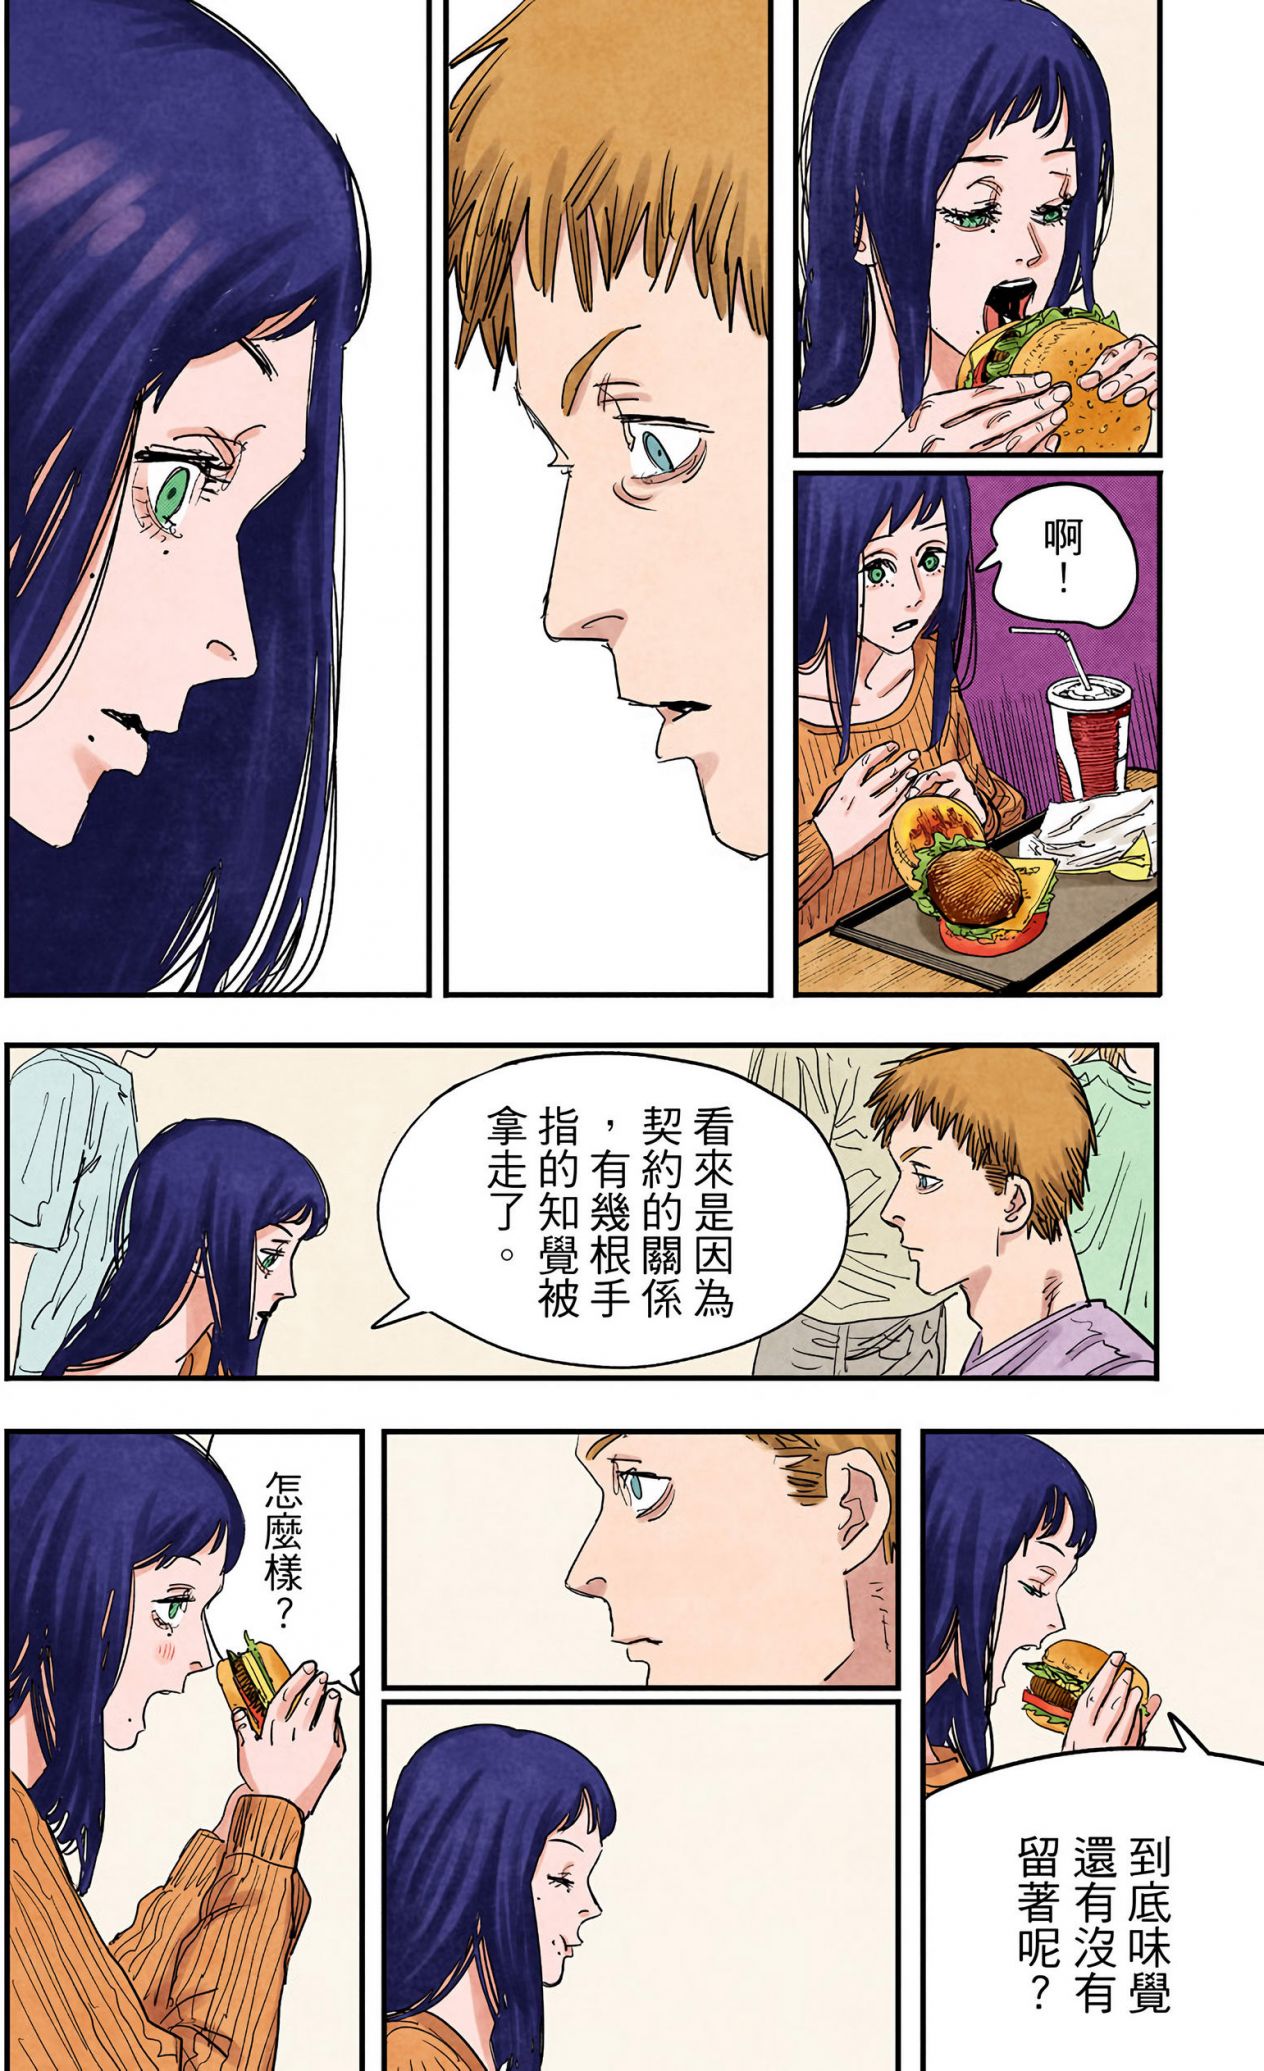 啊！
看來是因為
契約的關係
，有幾根手
指的知覺被
拿走了。
到底味覺
還有沒有
留著呢？
怎麼樣？